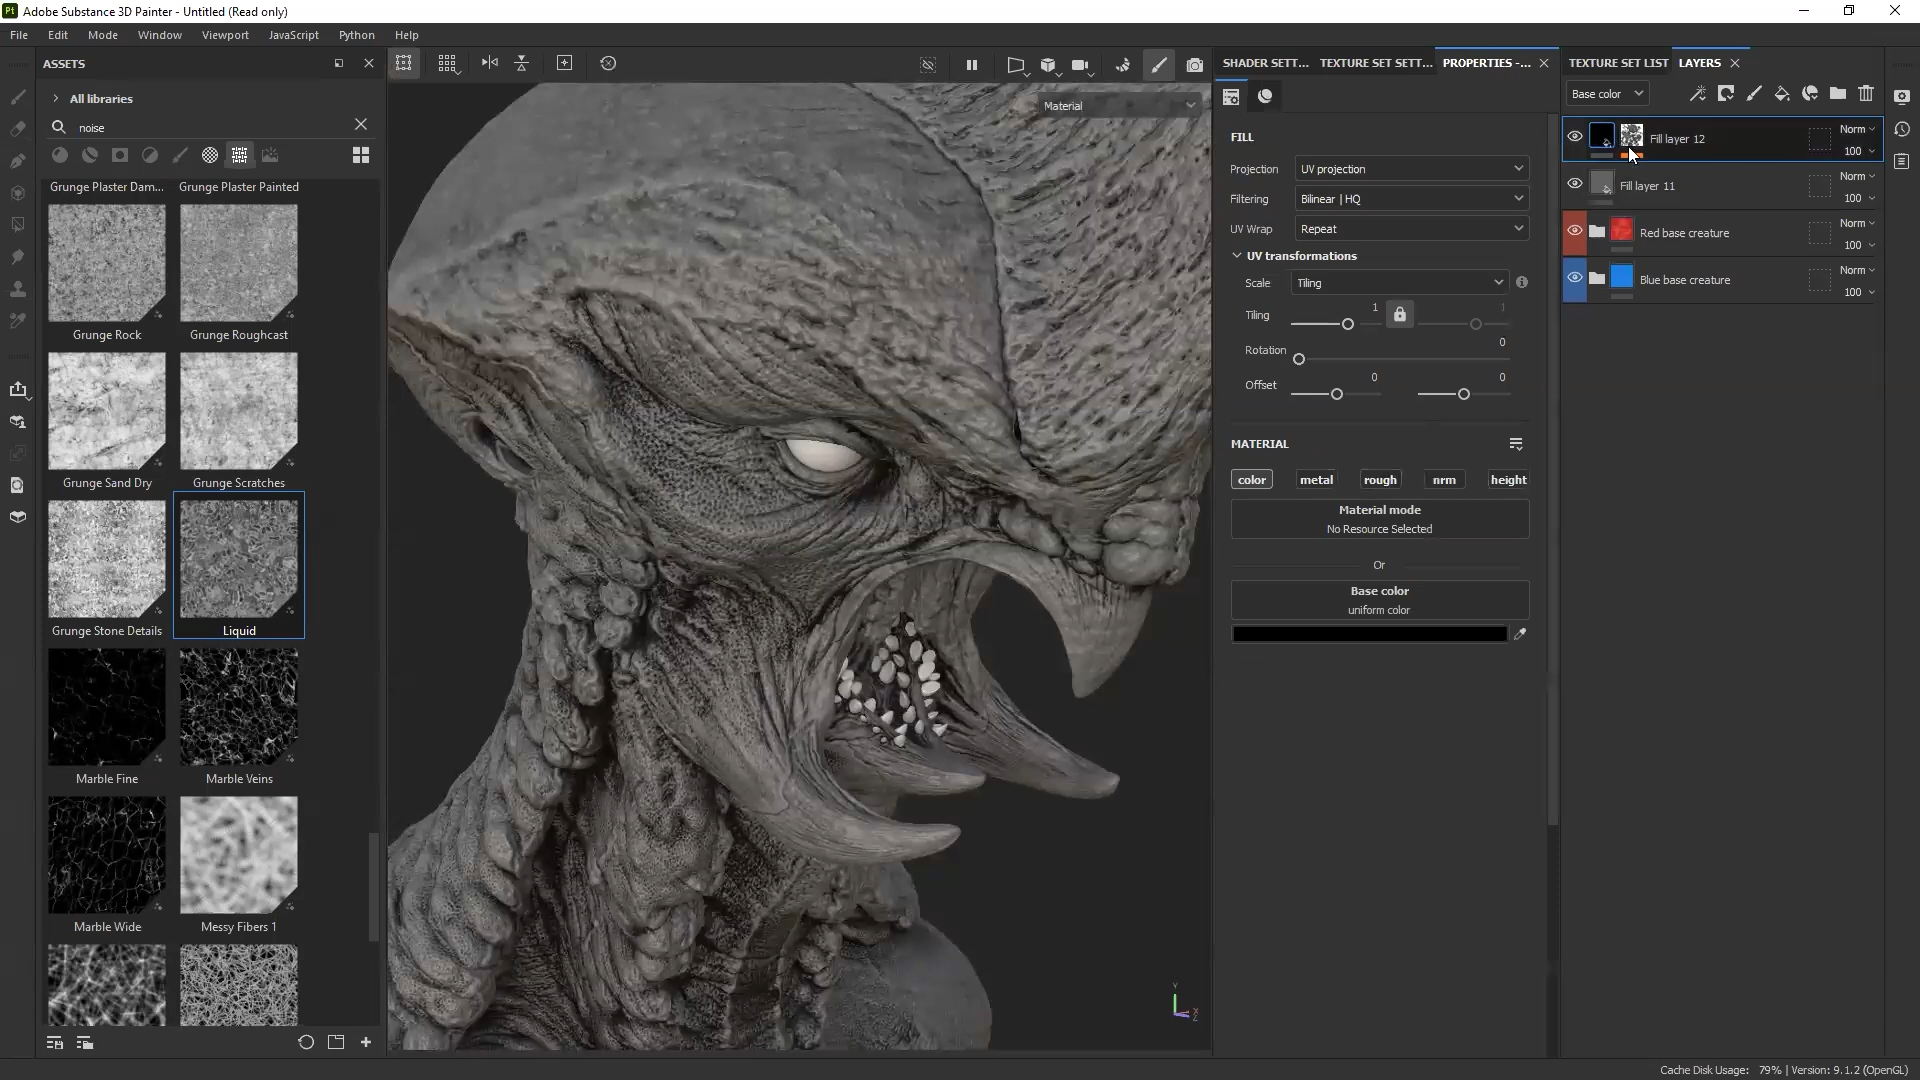 Adobe Substance 3D Painter - Untitled (Read only)
File Edit Mode Window Viewport JavaScript Python Help
ASSETS
All libraries
noise
Grunge Plaster Dam... Grunge Plaster Painted
Grunge Rock Grunge Roughcast
Grunge Sand Dry Grunge Scratches
Grunge Stone Details Liquid
Marble Fine Marble Veins
Marble Wide Messy Fibers 1
Material
SHADER SETT... TEXTURE SET SETT... PROPERTIES -...
FILL
Projection UV projection
Filtering Bilinear | HQ
UV Wrap Repeat
UV transformations
Scale Tiling
Tiling 1 1
Rotation 0
Offset 0 0
MATERIAL
color metal rough nrm height
Material mode
No Resource Selected
Or
Base color
uniform color
TEXTURE SET LIST LAYERS
Base color
Fill layer 12 Norm 100
Fill layer 11 Norm 100
Red base creature Norm 100
Blue base creature Norm 100
Y
X
Z
Cache Disk Usage: 79% | Version: 9.1.2 (OpenGL)